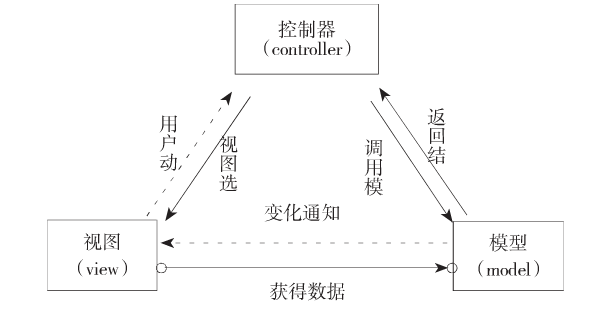 控制器
（controller）
用户动
视图选
调用模
返回结
变化通知
视图
（view）
模型
（model）
获得数据